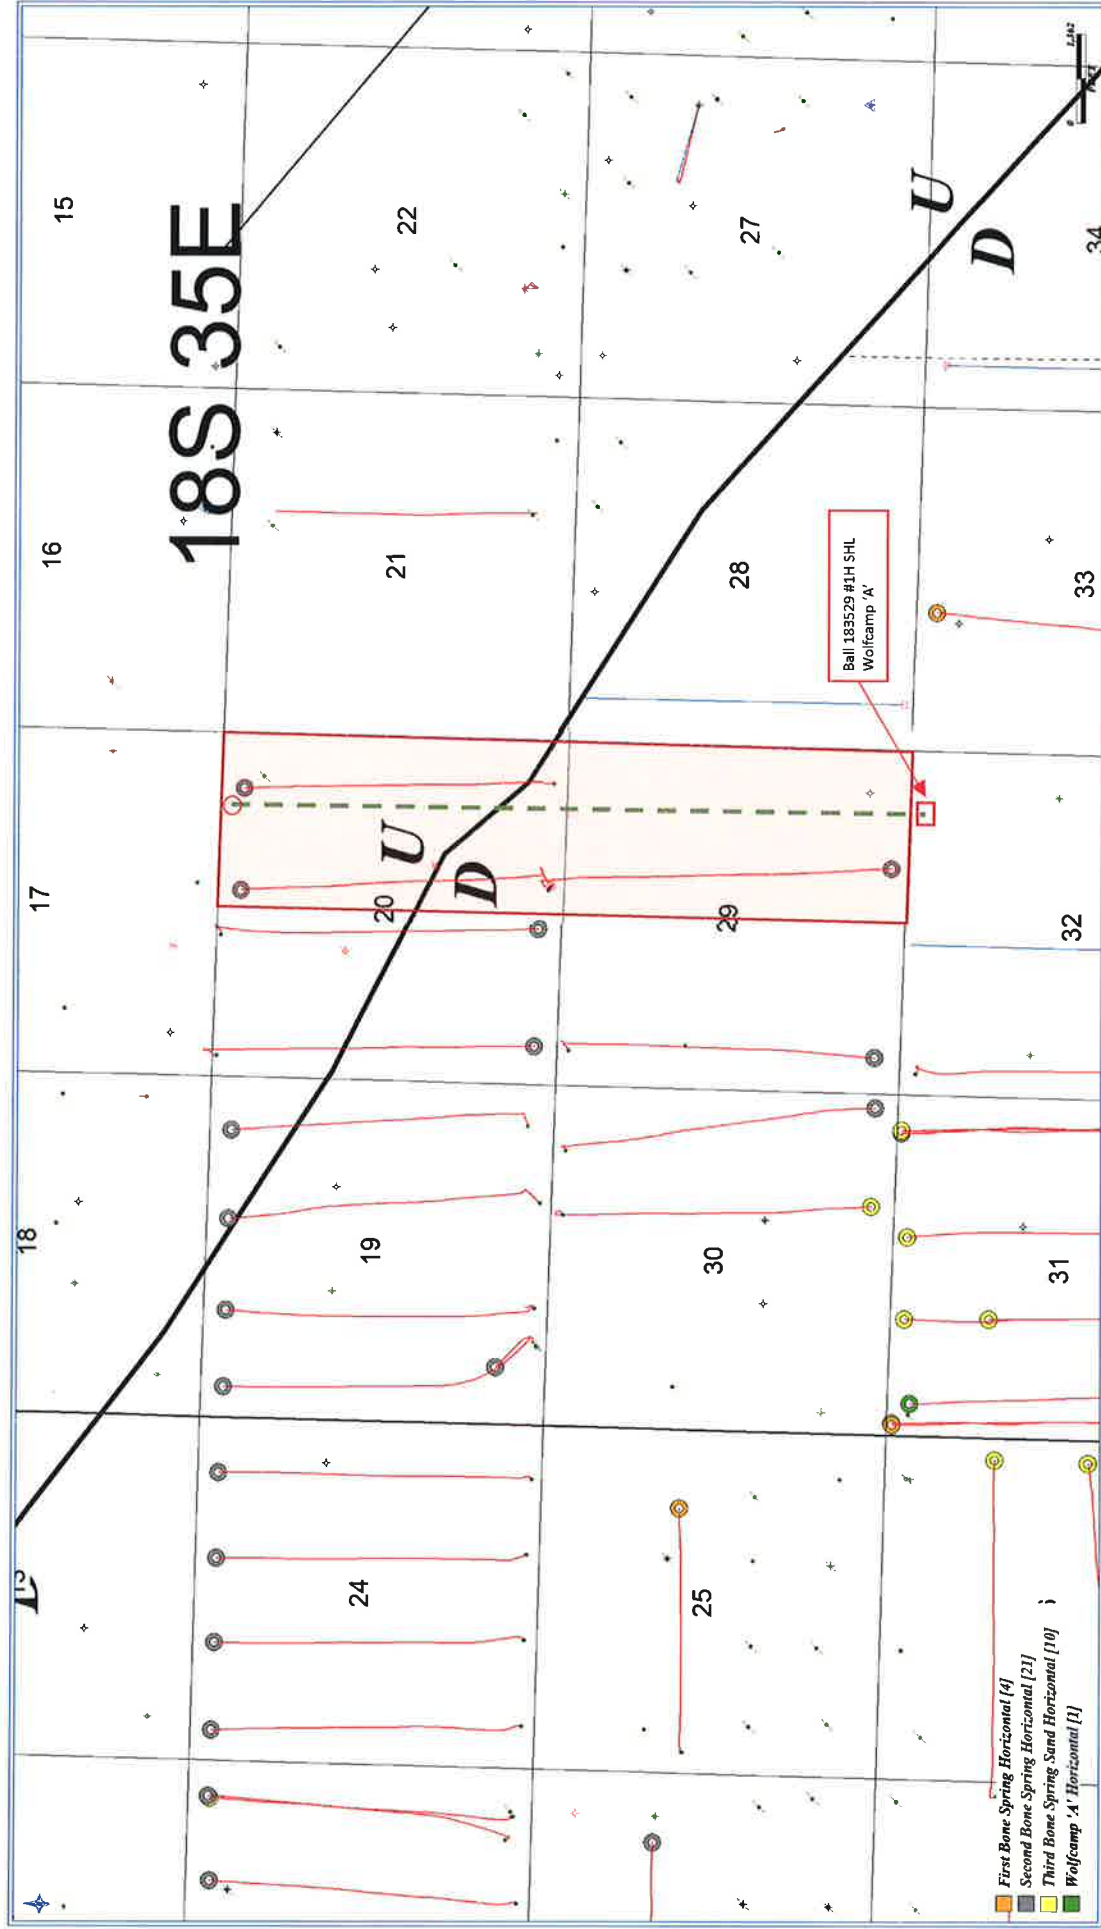 18S 35E
15
16
17
18
22
21
20
19
24
27
28
29
30
25
34
33
32
31
U
D
U
D
D
Ball 183529 #1H SHL
Wolfcamp 'A'
First Bone Spring Horizontal [4]
Second Bone Spring Horizontal [21]
Third Bone Spring Sand Horizontal [10]
Wolfcamp 'A' Horizontal [1]
0